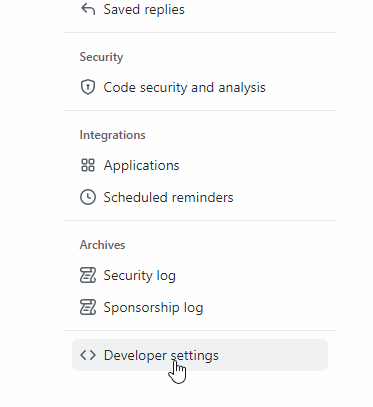 Saved replies
Security
Code security and analysis
Integrations
Applications
Scheduled reminders
Archives
Security log
Sponsorship log
Developer settings